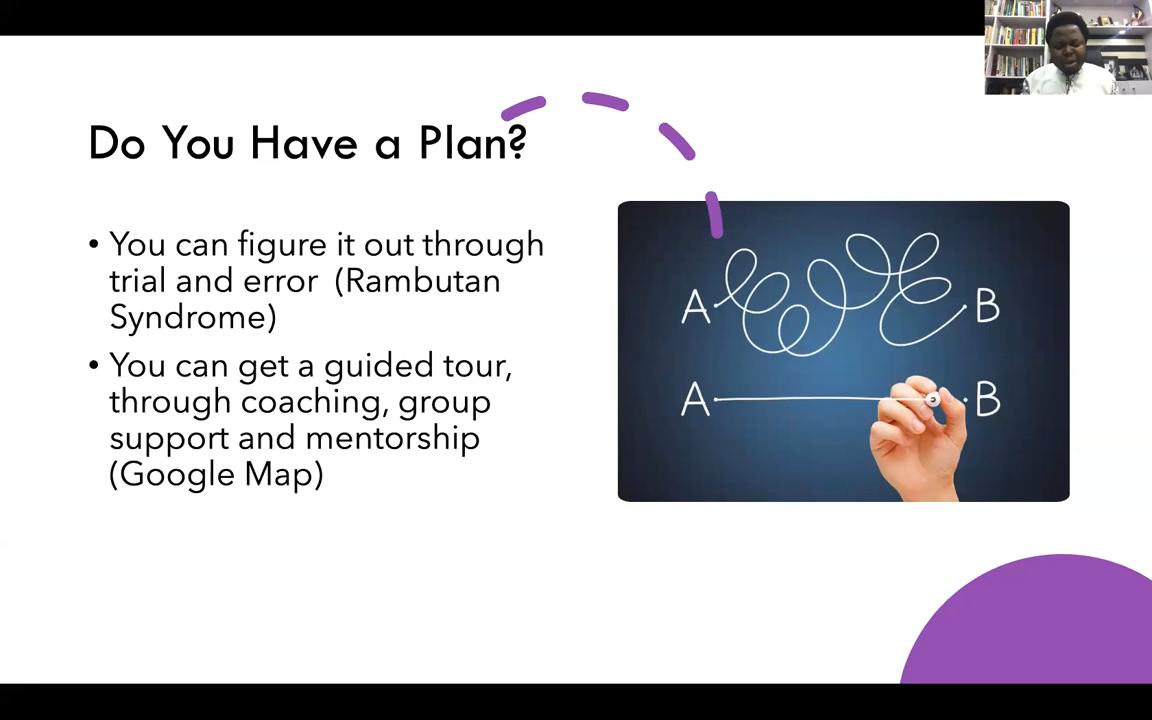 Do You Have a Plan?
• You can figure it out through
trial and error (Rambutan
Syndrome)
• You can get a guided tour,
through coaching, group
support and mentorship
(Google Map)
A B
A B